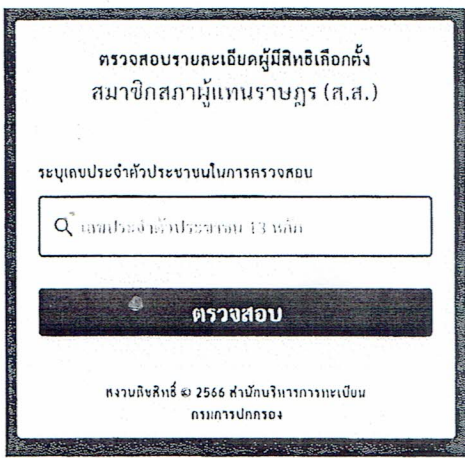 ตรวจสอบรายละเอียดผู้มีสิทธิเลือกตั้ง
สมาชิกสภาผู้แทนราษฎร (ส.ส.)
ระบุเลขประจำตัวประชาชนในการตรวจสอบ
เลขประจำตัวประชาชน 13 หลัก
ตรวจสอบ
สงวนลิขสิทธิ์ © 2566 สำนักบริหารการทะเบียน
กรมการปกครอง